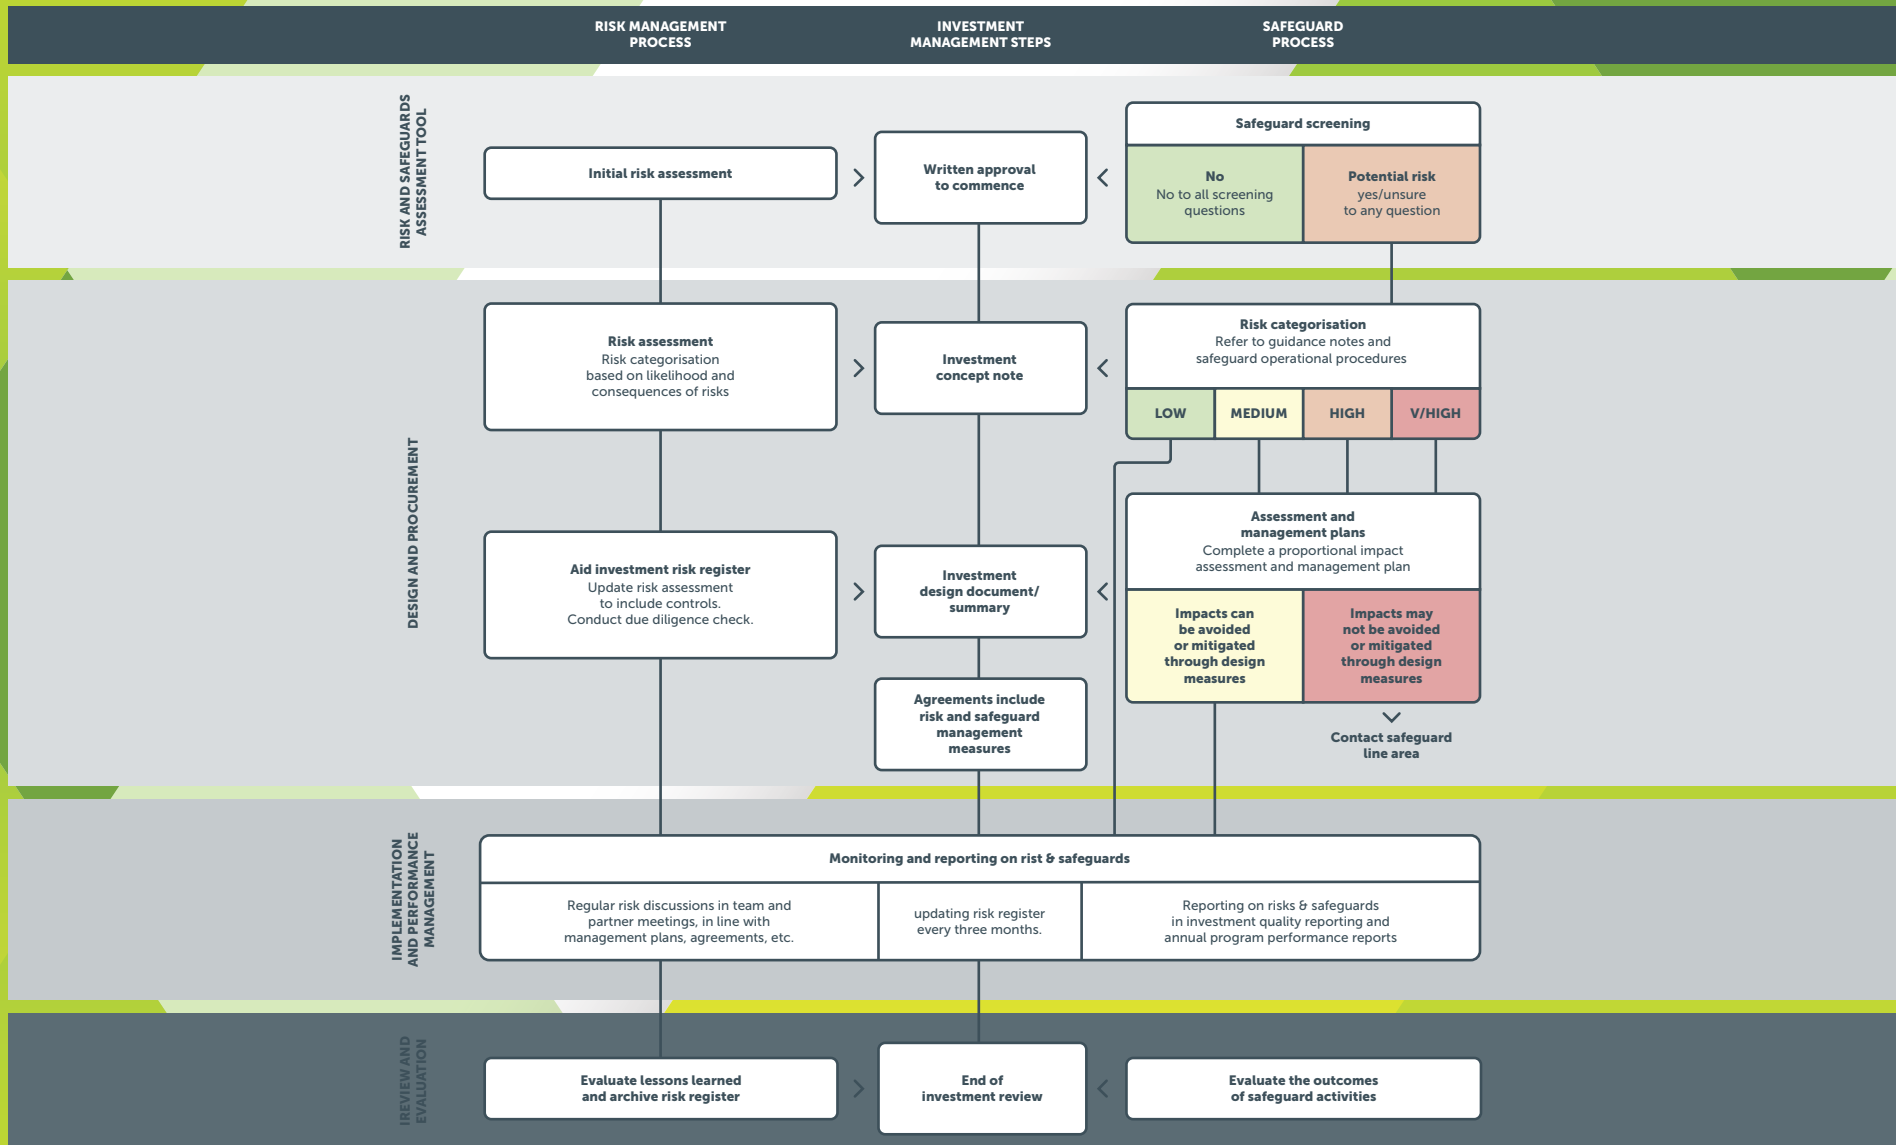 RISK MANAGEMENT
PROCESS
INVESTMENT
MANAGEMENT STEPS
SAFEGUARD
PROCESS
RISK AND SAFEGUARDS
ASSESSMENT TOOL
Initial risk assessment
Written approval
to commence
Safeguard screening
No
No to all screening
questions
Potential risk
yes/unsure
to any question
DESIGN AND PROCUREMENT
Risk assessment
Risk categorisation
based on likelihood and
consequences of risks
Investment
concept note
Risk categorisation
Refer to guidance notes and
safeguard operational procedures
LOW
MEDIUM
HIGH
V/HIGH
Aid investment risk register
Update risk assessment
to include controls.
Conduct due diligence check.
Investment
design document/
summary
Assessment and
management plans
Complete a proportional impact
assessment and management plan
Impacts can
be avoided
or mitigated
through design
measures
Impacts may
not be avoided
or mitigated
through design
measures
Agreements include
risk and safeguard
management
measures
Contact safeguard
line area
IMPLEMENTATION
AND PERFORMANCE
MANAGEMENT
Monitoring and reporting on rist & safeguards
Regular risk discussions in team and
partner meetings, in line with
management plans, agreements, etc.
updating risk register
every three months.
Reporting on risks & safeguards
in investment quality reporting and
annual program performance reports
IREVIEW AND
EVALUATION
Evaluate lessons learned
and archive risk register
End of
investment review
Evaluate the outcomes
of safeguard activities